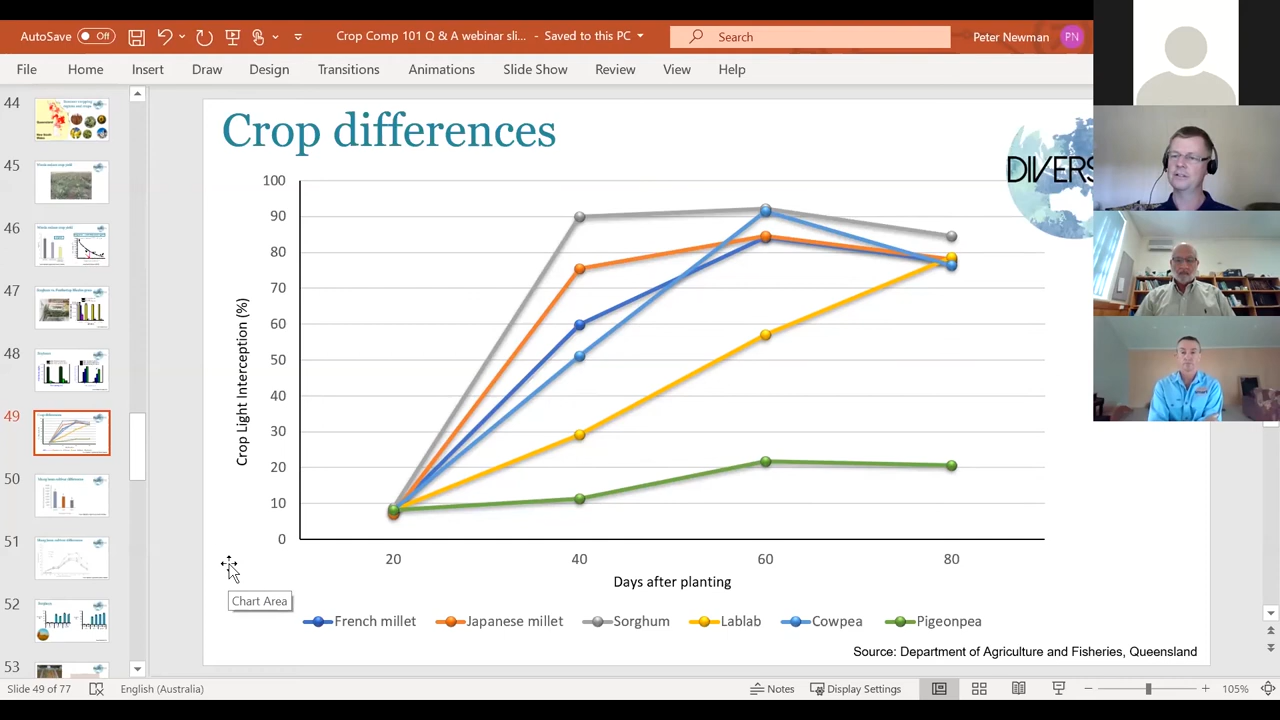 AutoSave Off Crop Comp 101 Q & A webinar sli... - Saved to this PC Search Peter Newman PN
File Home Insert Draw Design Transitions Animations Slide Show Review View Help
44
45
46
47
48
49
50
51
52
53
Crop differences
DIVERS
100
90
80
70
60
50
40
30
20
10
0
Crop Light Interception (%)
20 40 60 80
Days after planting
Chart Area
French millet Japanese millet Sorghum Lablab Cowpea Pigeonpea
Source: Department of Agriculture and Fisheries, Queensland
Slide 49 of 77 English (Australia) Notes Display Settings 105%